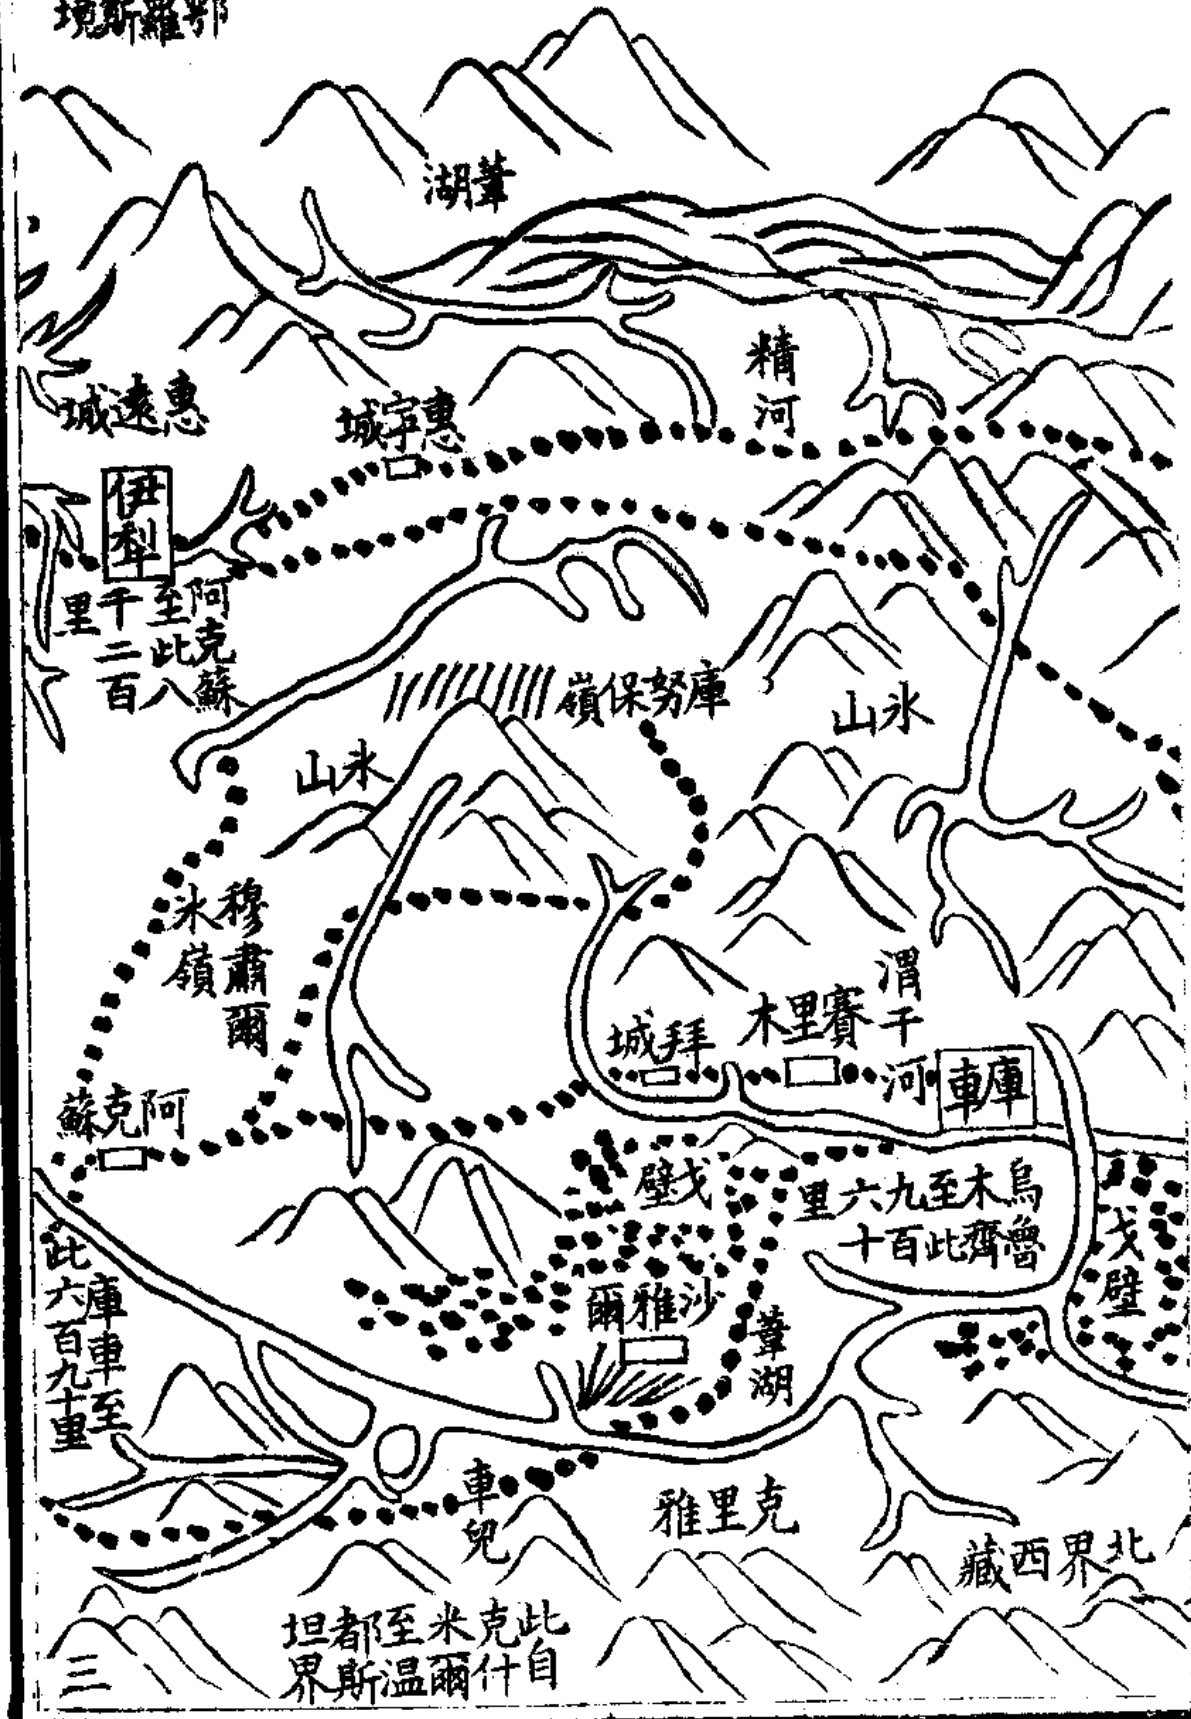 鄂羅斯境
葦湖
精河
惠寧城
惠遠城
伊犁
阿克蘇
至此八
千二百
里
庫努保嶺
氷山
氷山
穆肅爾
氷嶺
渭干河
賽里木
拜城
庫車
阿克蘇
戈壁
烏魯
木齊
至此
九百
六十
里
戈壁
沙雅爾
葦湖
庫車至
此六百九十里
車兒
克里雅
北界西藏
此自
克什
米爾
至温
都斯
坦界
三